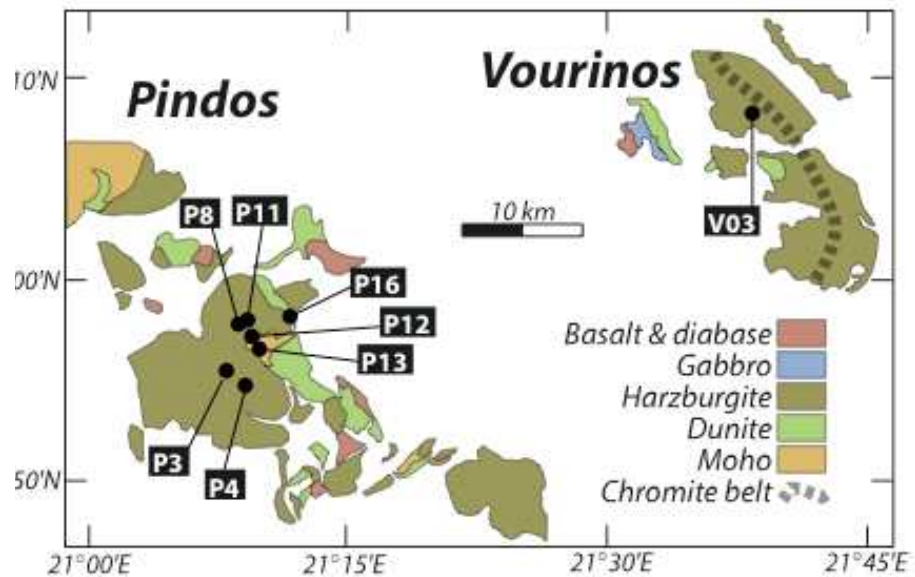 10'N
Vourinos
Pindos
P8
P11
10 km
V03
00'N
P16
P12
P13
Basalt & diabase
Gabbro
Harzburgite
Dunite
Moho
Chromite belt
P3
P4
50'N
21°00'E
21°15'E
21°30'E
21°45'E